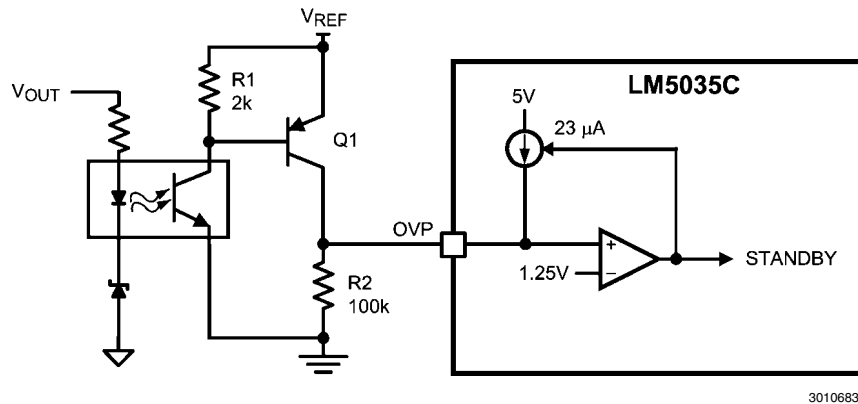 VREF
LM5035C
R1
2k
VOUT
5V
23 μA
Q1
OVP
+
1.25V
−
STANDBY
R2
100k
3010683